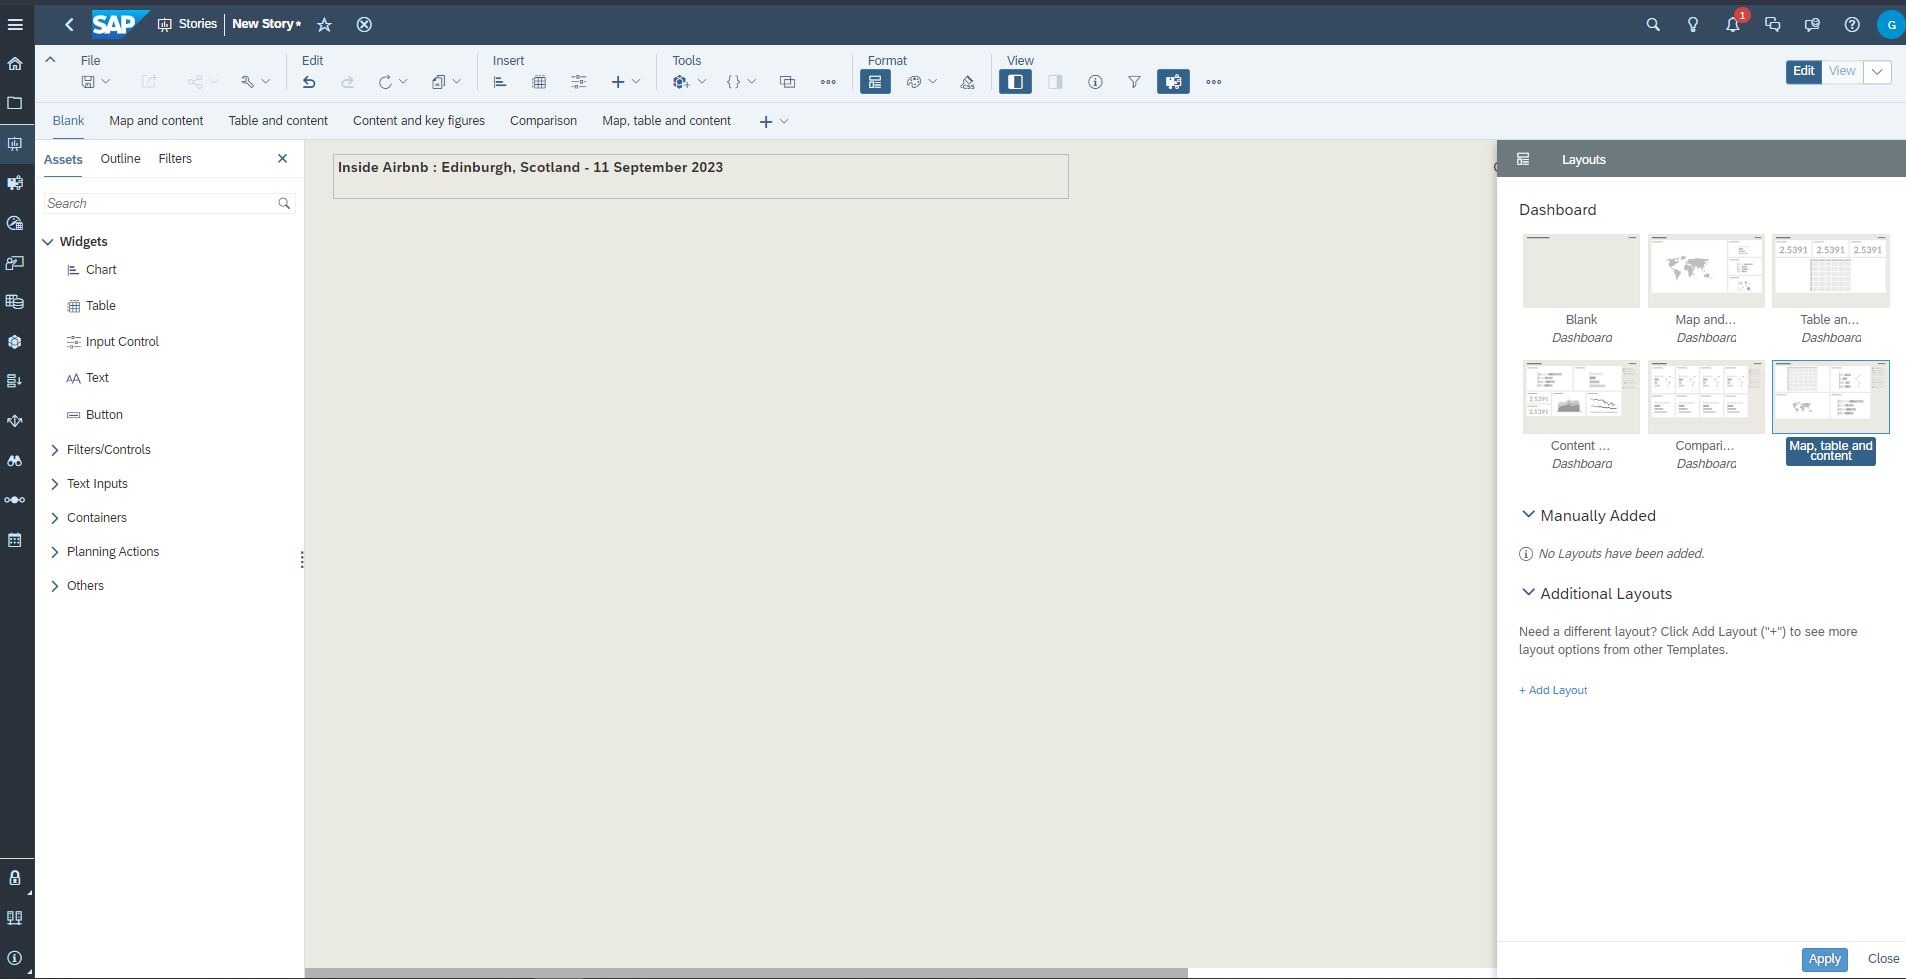 SAP Stories New Story* 1 G
File Edit Insert Tools Format View
CSS
Edit View
Blank Map and content Table and content Content and key figures Comparison Map, table and content
Assets Outline Filters
Search
Widgets
Chart
Table
Input Control
AA Text
Button
Filters/Controls
Text Inputs
Containers
Planning Actions
Others
Inside Airbnb : Edinburgh, Scotland - 11 September 2023
Layouts
Dashboard
2.5391 2.5391 2.5391
Blank Map and... Table an...
Dashboard Dashboard Dashboard
2.5391
2.5391
Content ... Compari... Map, table and
content
Dashboard Dashboard
Manually Added
No Layouts have been added.
Additional Layouts
Need a different layout? Click Add Layout ("+") to see more
layout options from other Templates.
+ Add Layout
Apply Close